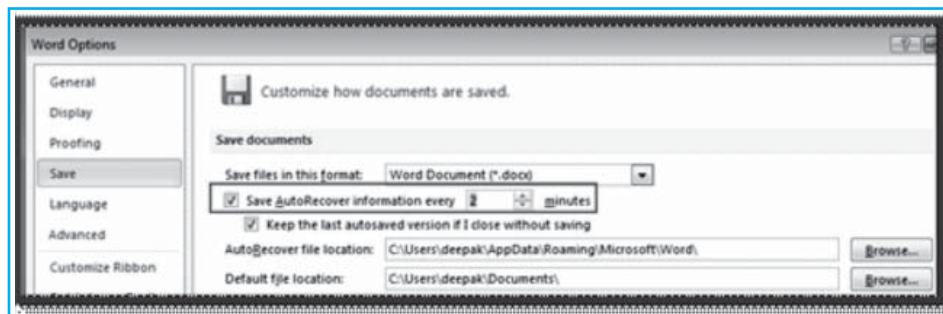 Word Options
General
Display
Proofing
Save
Language
Advanced
Customize Ribbon
Customize how documents are saved.
Save documents
Save files in this format: Word Document (*.docx)
Save AutoRecover information every 2 minutes
Keep the last autosaved version if I close without saving
AutoRecover file location: C:\Users\deepak\AppData\Roaming\Microsoft\Word\ Browse...
Default file location: C:\Users\deepak\Documents\ Browse...